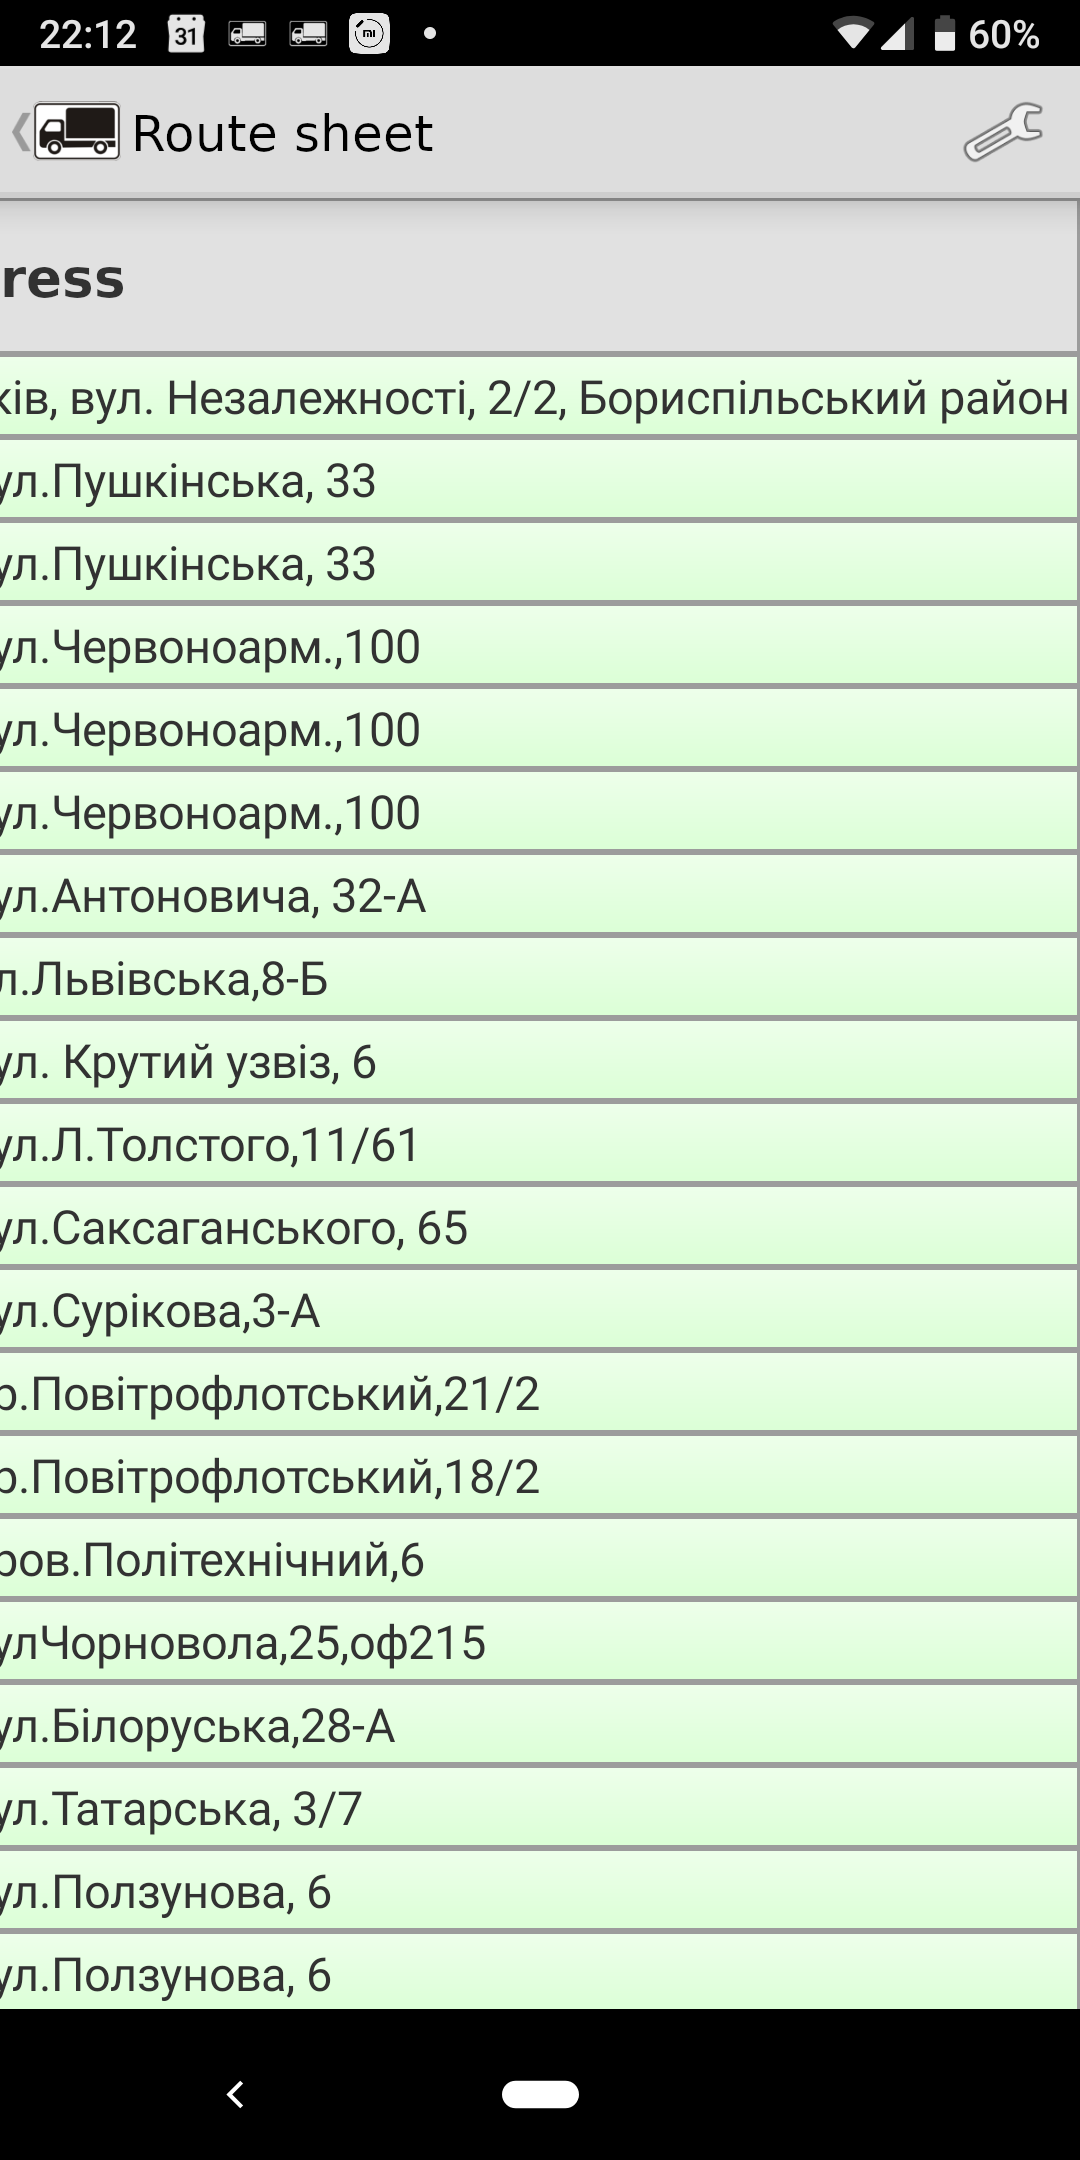 22:12 31 60%
Route sheet
ress
ків, вул. Незалежності, 2/2, Бориспільський район
ул.Пушкінська, 33
ул.Пушкінська, 33
ул.Червоноарм.,100
ул.Червоноарм.,100
ул.Червоноарм.,100
ул.Антоновича, 32-А
л.Львівська,8-Б
ул. Крутий узвіз, 6
ул.Л.Толстого,11/61
ул.Саксаганського, 65
ул.Сурікова,3-А
р.Повітрофлотський,21/2
р.Повітрофлотський,18/2
ров.Політехнічний,6
улЧорновола,25,оф215
ул.Білоруська,28-А
ул.Татарська, 3/7
ул.Ползунова, 6
ул.Ползунова, 6